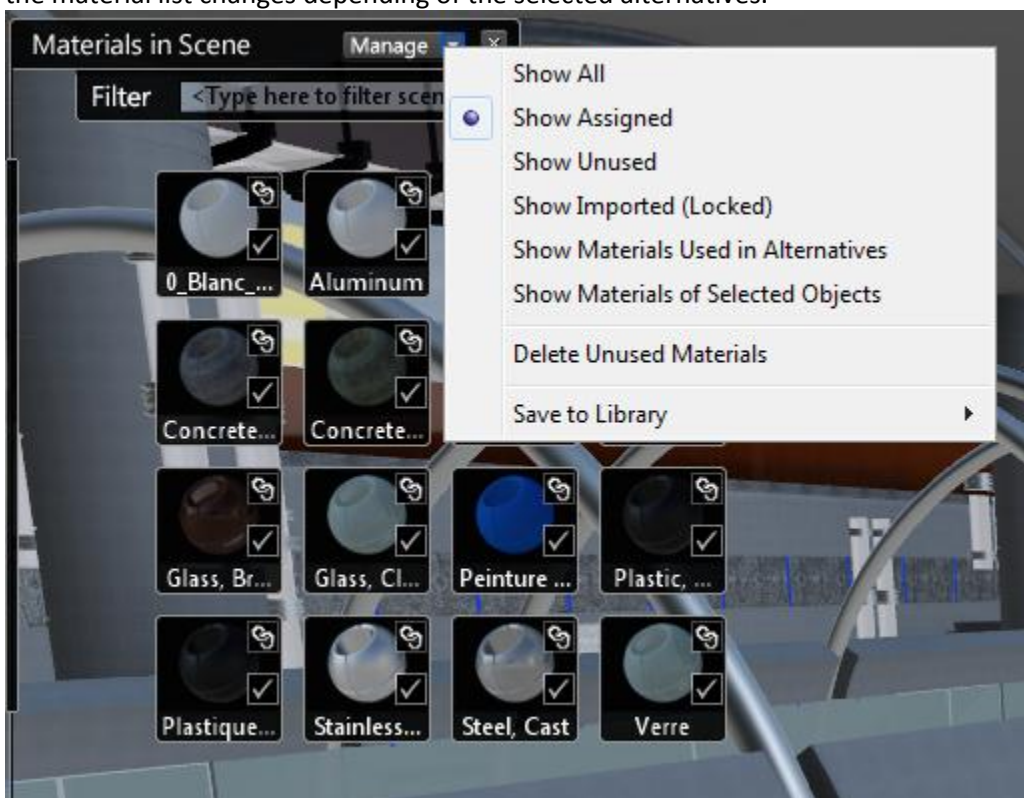 the material list changes depending of the selected alternatives.
Materials in Scene
Manage
Filter
<Type here to filter scen
Show All
Show Assigned
Show Unused
Show Imported (Locked)
Show Materials Used in Alternatives
Show Materials of Selected Objects
Delete Unused Materials
Save to Library
0_Blanc_...
Aluminum
Concrete...
Concrete...
Glass, Br...
Glass, Cl...
Peinture ...
Plastic, ...
Plastique...
Stainless...
Steel, Cast
Verre